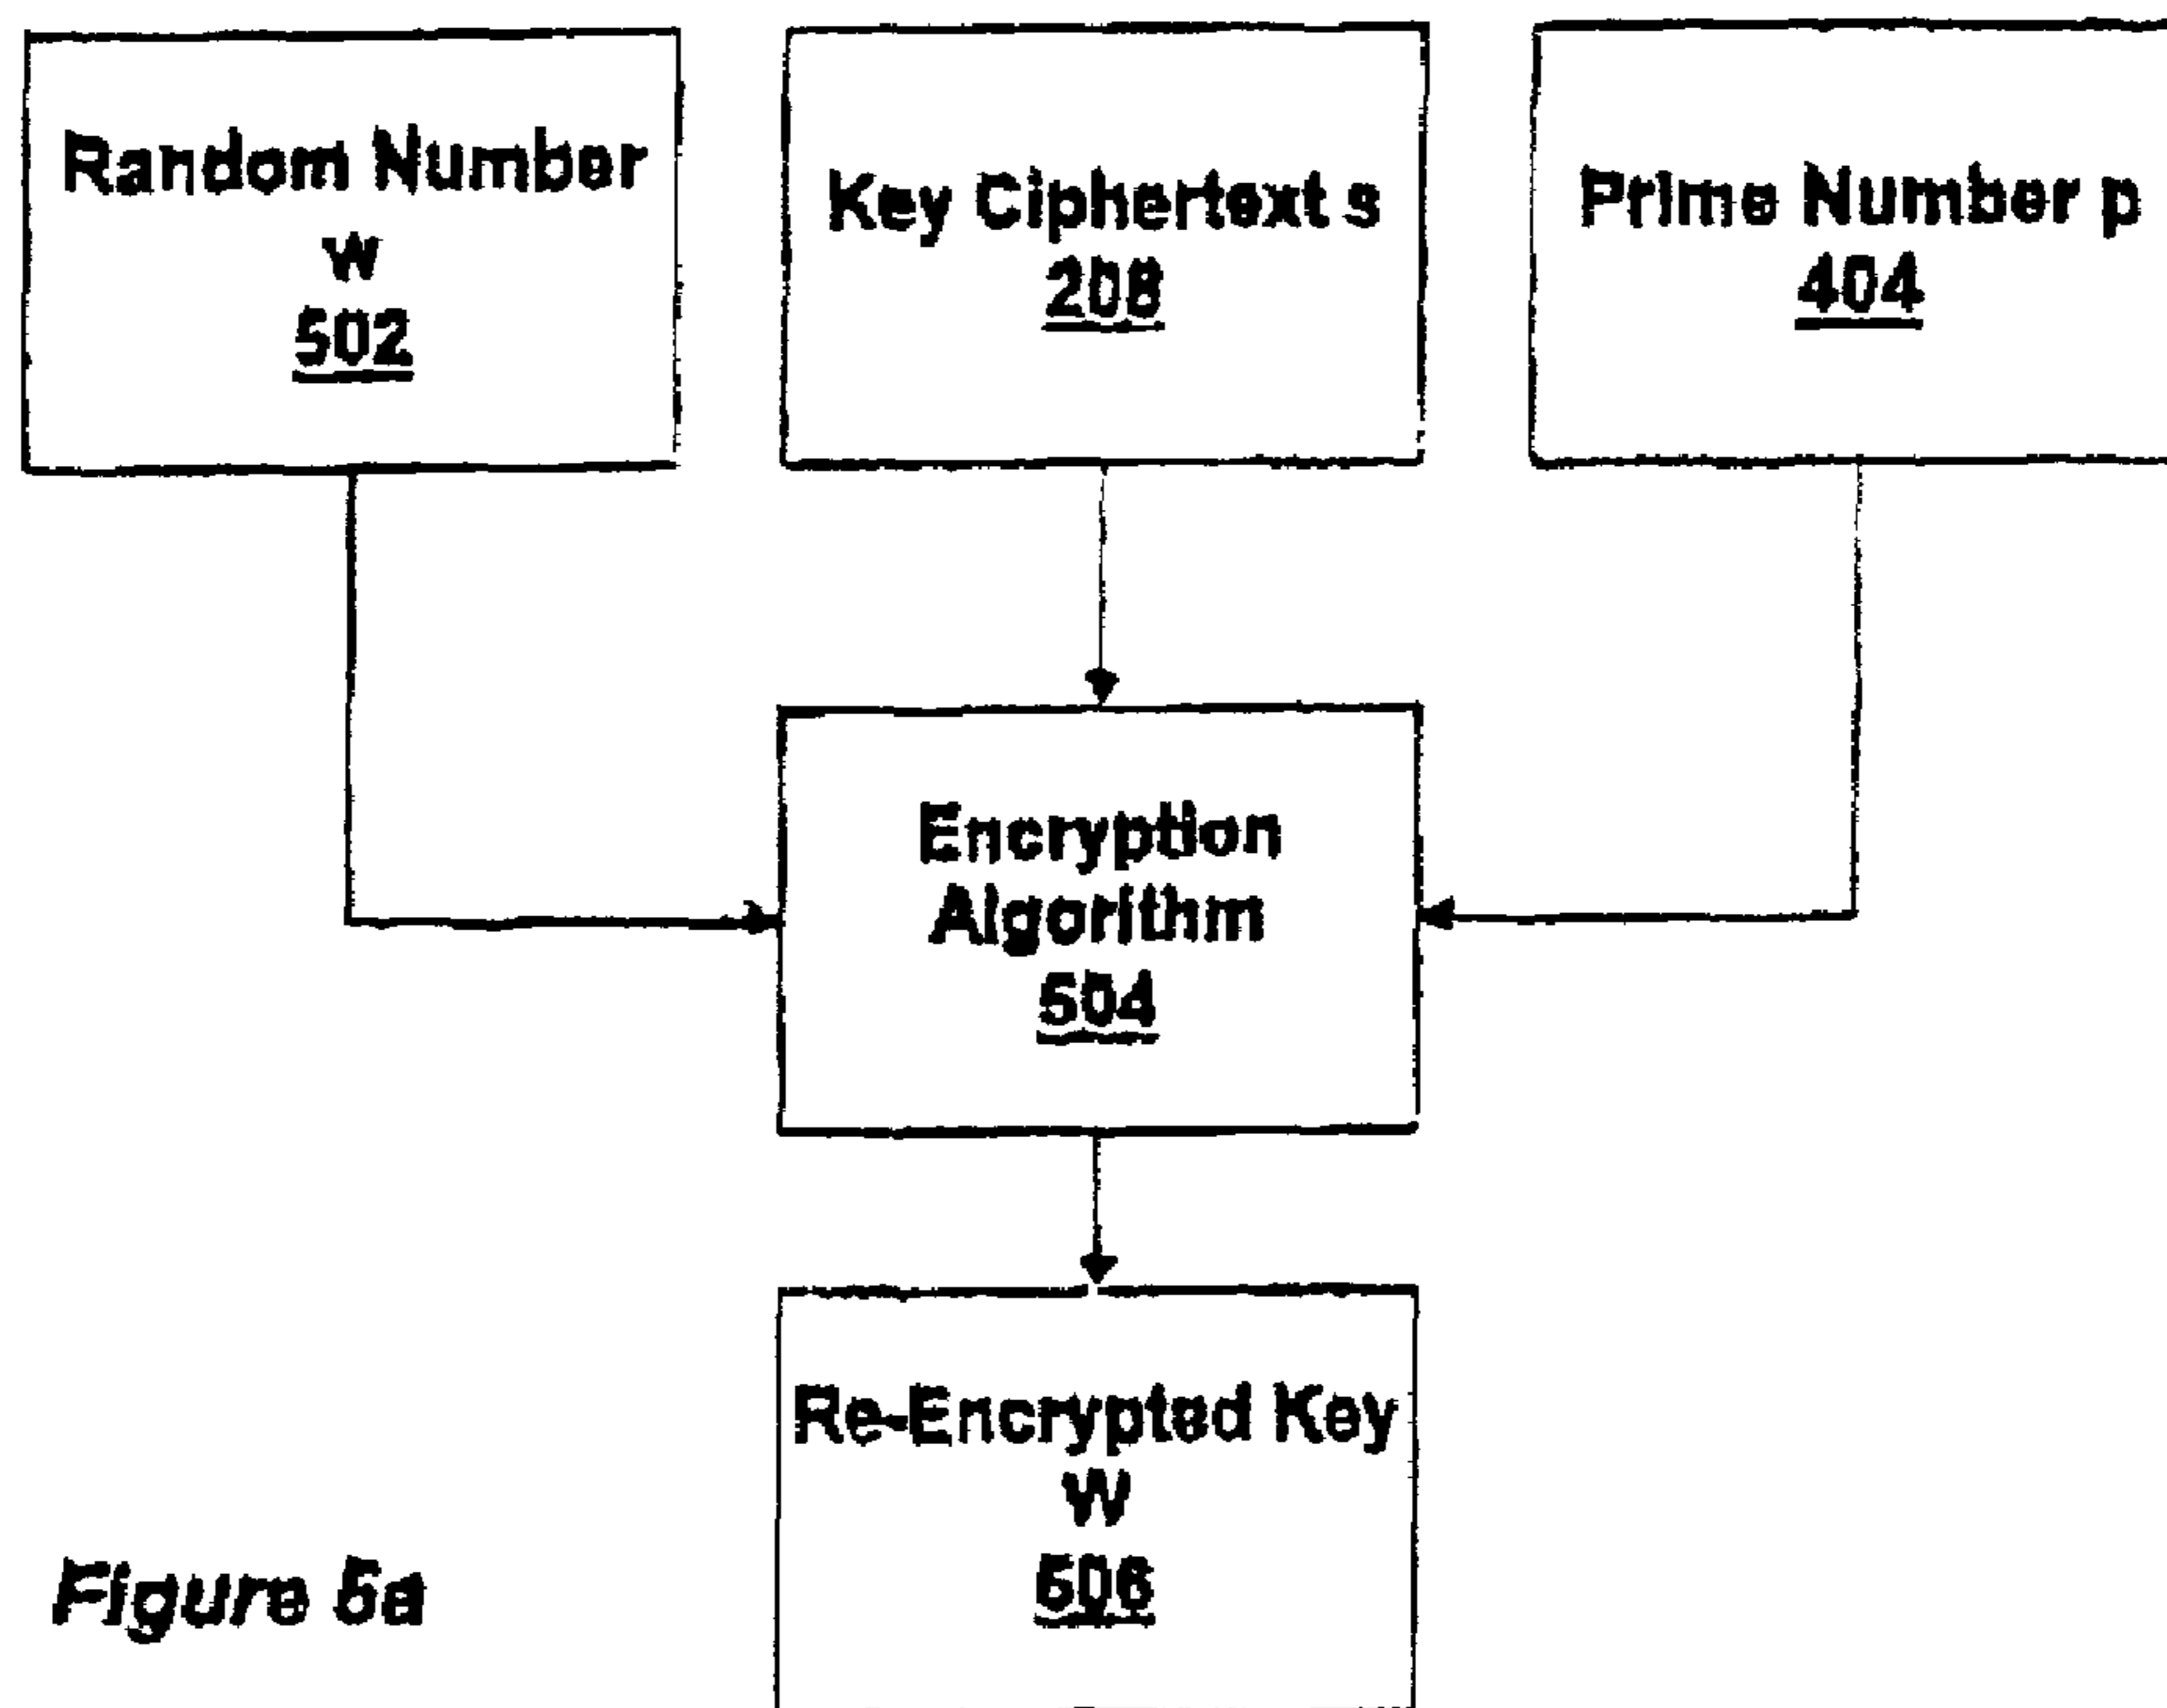 Random Number
w
502
Key Ciphertext s
208
Prime Number p
404
Encryption
Algorithm
504
Re-Encrypted Key
W
506
Figure 5a